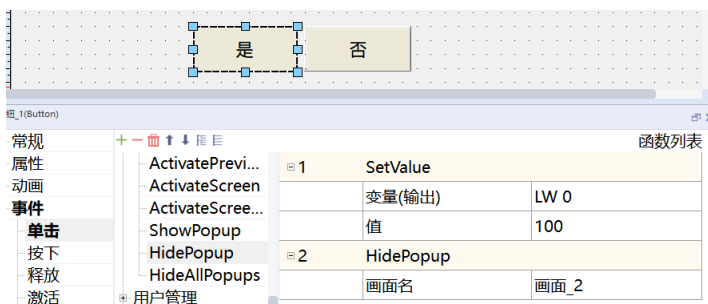 是 否
钮_1(Button)
常规 函数列表
属性 ActivatePrevi... 1 SetValue
动画 ActivateScreen 变量(输出) LW 0
事件 ActivateScree...
单击 ShowPopup 值 100
按下 HidePopup 2 HidePopup
释放 HideAllPopups 画面名 画面_2
激活 用户管理